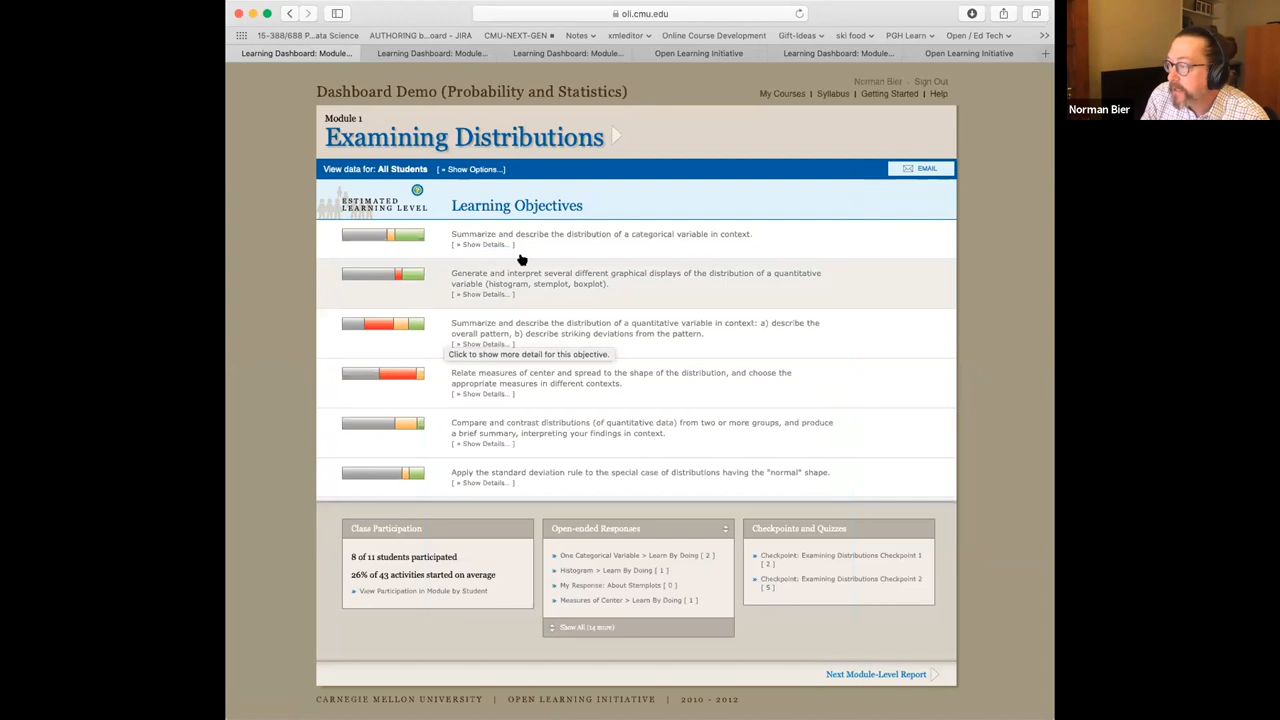 oli.cmu.edu
15-388/688 P...ata Science
AUTHORING b...oard - JIRA
CMU-NEXT-GEN
Notes
xmleditor
Online Course Development
Gift-Ideas
ski food
PGH Learn
Open / Ed Tech
Learning Dashboard: Module...
Learning Dashboard: Module...
Learning Dashboard: Module...
Open Learning Initiative
Learning Dashboard: Module...
Open Learning Initiative
Norman Bier - Sign Out
Dashboard Demo (Probability and Statistics)
My Courses | Syllabus | Getting Started | Help
Norman Bier
Module 1
Examining Distributions
View data for: All Students [ » Show Options...]
EMAIL
ESTIMATED
LEARNING LEVEL
Learning Objectives
Summarize and describe the distribution of a categorical variable in context.
[ » Show Details... ]
Generate and interpret several different graphical displays of the distribution of a quantitative
variable (histogram, stemplot, boxplot).
[ » Show Details... ]
Summarize and describe the distribution of a quantitative variable in context: a) describe the
overall pattern, b) describe striking deviations from the pattern.
[ » Show Details... ]
Click to show more detail for this objective.
Relate measures of center and spread to the shape of the distribution, and choose the
appropriate measures in different contexts.
[ » Show Details... ]
Compare and contrast distributions (of quantitative data) from two or more groups, and produce
a brief summary, interpreting your findings in context.
[ » Show Details... ]
Apply the standard deviation rule to the special case of distributions having the "normal" shape.
[ » Show Details... ]
Class Participation
8 of 11 students participated
26% of 43 activities started on average
» View Participation in Module by Student
Open-ended Responses
» One Categorical Variable > Learn By Doing [ 2 ]
» Histogram > Learn By Doing [ 1 ]
» My Response: About Stemplots [ 0 ]
» Measures of Center > Learn By Doing [ 1 ]
Show All (14 more)
Checkpoints and Quizzes
» Checkpoint: Examining Distributions Checkpoint 1
[ 2 ]
» Checkpoint: Examining Distributions Checkpoint 2
[ 5 ]
Next Module-Level Report
CARNEGIE MELLON UNIVERSITY | OPEN LEARNING INITIATIVE | 2010 - 2012